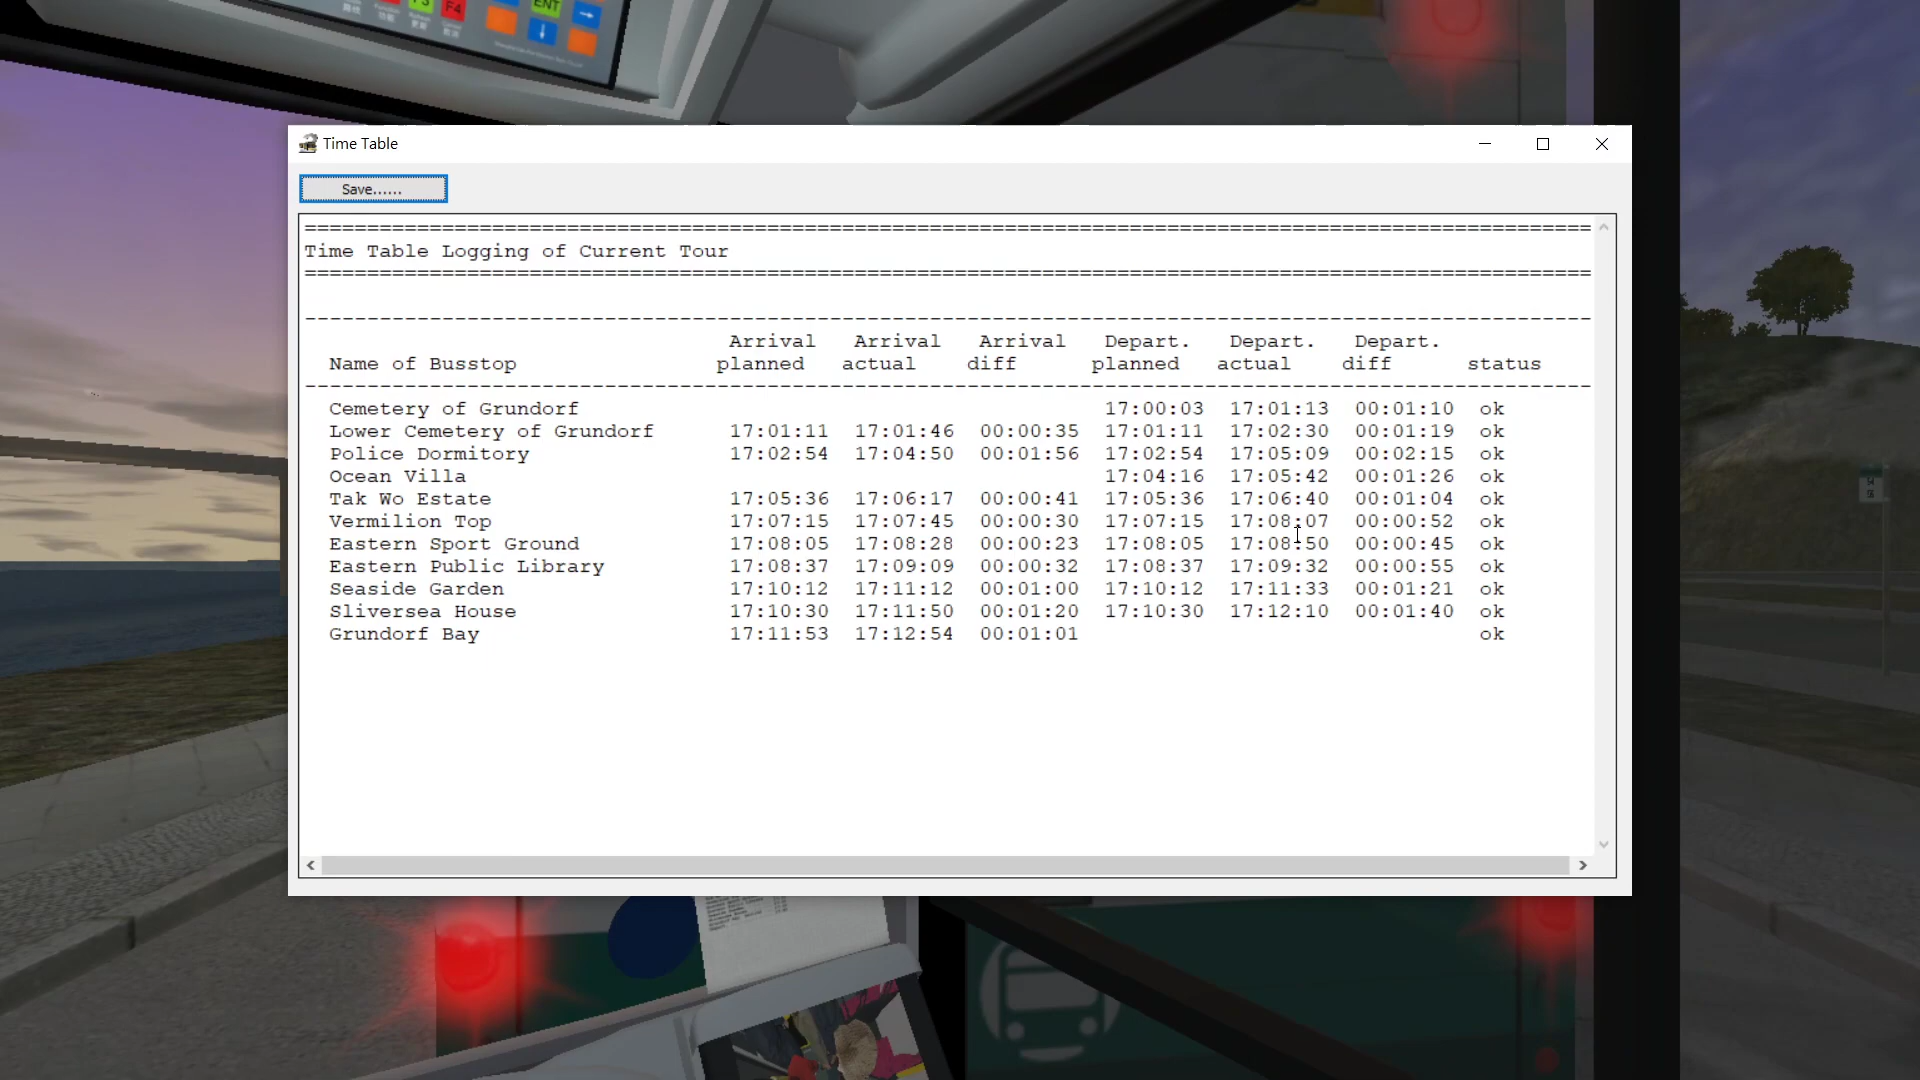 F3 F4 ENT
Time Table
Save......
Time Table Logging of Current Tour
Arrival Arrival Arrival Depart. Depart. Depart.
Name of Busstop planned actual diff planned actual diff status
Cemetery of Grundorf 17:00:03 17:01:13 00:01:10 ok
Lower Cemetery of Grundorf 17:01:11 17:01:46 00:00:35 17:01:11 17:02:30 00:01:19 ok
Police Dormitory 17:02:54 17:04:50 00:01:56 17:02:54 17:05:09 00:02:15 ok
Ocean Villa 17:04:16 17:05:42 00:01:26 ok
Tak Wo Estate 17:05:36 17:06:17 00:00:41 17:05:36 17:06:40 00:01:04 ok
Vermilion Top 17:07:15 17:07:45 00:00:30 17:07:15 17:08:07 00:00:52 ok
Eastern Sport Ground 17:08:05 17:08:28 00:00:23 17:08:05 17:08:50 00:00:45 ok
Eastern Public Library 17:08:37 17:09:09 00:00:32 17:08:37 17:09:32 00:00:55 ok
Seaside Garden 17:10:12 17:11:12 00:01:00 17:10:12 17:11:33 00:01:21 ok
Sliversea House 17:10:30 17:11:50 00:01:20 17:10:30 17:12:10 00:01:40 ok
Grundorf Bay 17:11:53 17:12:54 00:01:01 ok